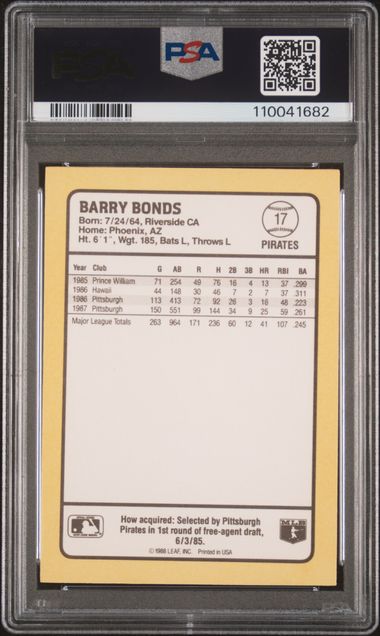 PSA
110041682
BARRY BONDS
Born: 7/24/64, Riverside CA
Home: Phoenix, AZ
Ht. 6'1", Wgt. 185, Bats L, Throws L
17
PIRATES
Year Club G AB R H 2B 3B HR RBI BA
1985 Prince William 71 254 49 76 16 4 13 37 .299
1986 Hawaii 44 148 30 46 7 2 7 37 .311
1986 Pittsburgh 113 413 72 92 26 3 16 48 .223
1987 Pittsburgh 150 551 99 144 34 9 25 59 .261
Major League Totals 263 964 171 236 60 12 41 107 .245
How acquired: Selected by Pittsburgh
Pirates in 1st round of free-agent draft,
6/3/85.
© 1988 LEAF, INC. Printed in USA
MLB